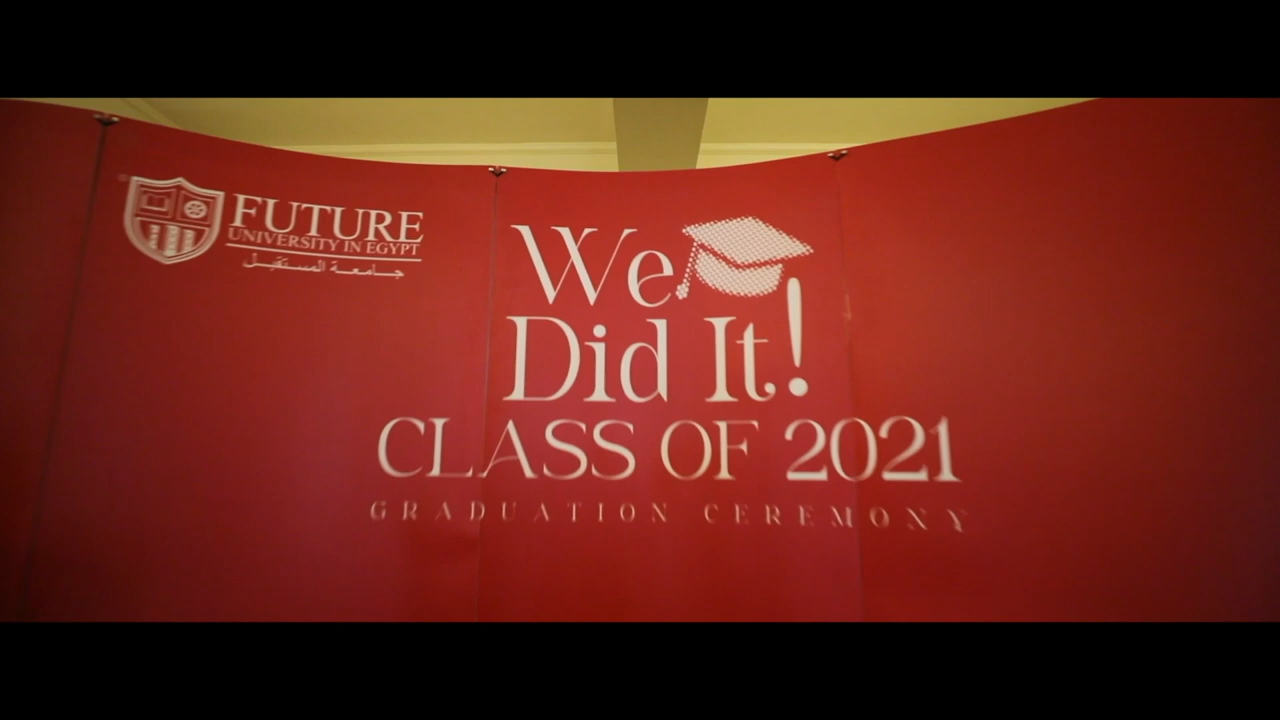 FUTURE
UNIVERSITY IN EGYPT
جامعة المستقبل
We
Did It!
CLASS OF 2021
GRADUATION CEREMONY